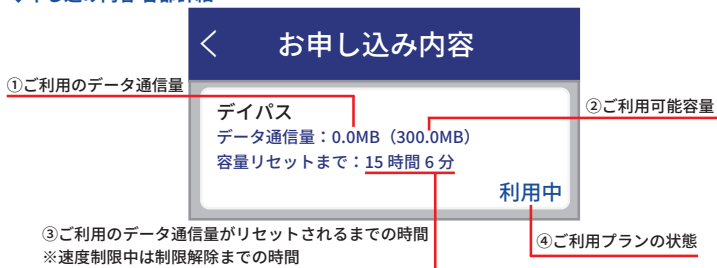 お申し込み内容
①ご利用のデータ通信量
②ご利用可能容量
デイパス
データ通信量：0.0MB（300.0MB）
容量リセットまで：15 時間 6 分
利用中
③ご利用のデータ通信量がリセットされるまでの時間
※速度制限中は制限解除までの時間
④ご利用プランの状態